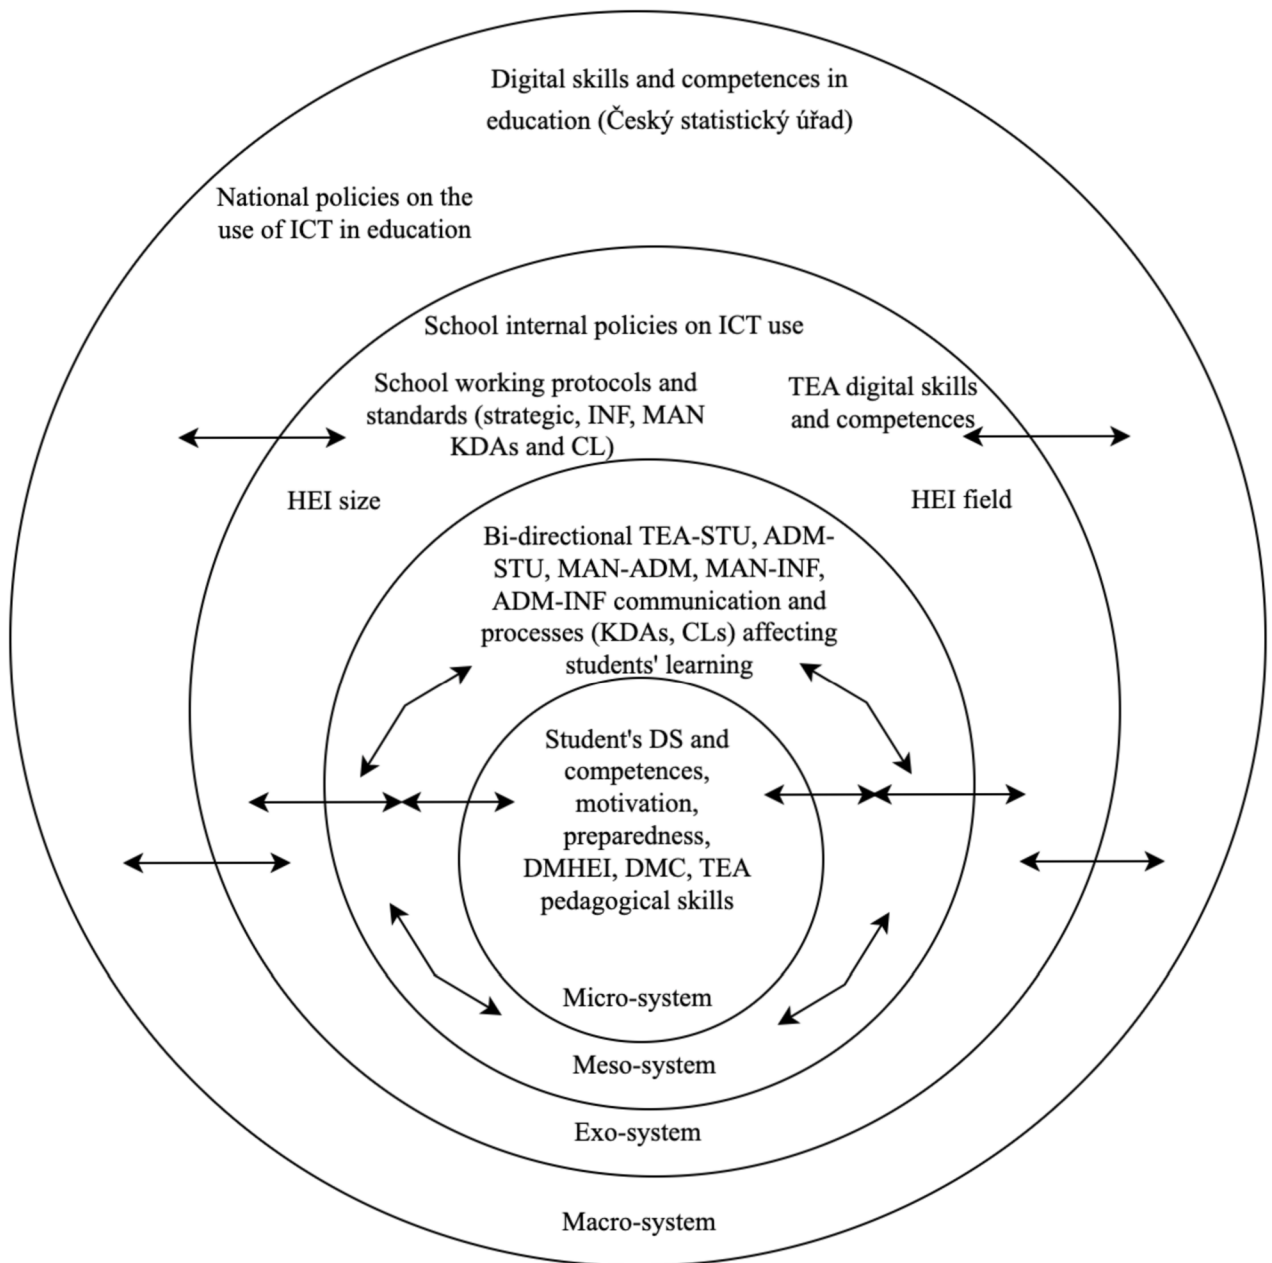 Digital skills and competences in
education (Český statistický úřad)
National policies on the
use of ICT in education
School internal policies on ICT use
School working protocols and
standards (strategic, INF, MAN
KDAs and CL)
TEA digital skills
and competences
HEI size
HEI field
Bi-directional TEA-STU, ADM-
STU, MAN-ADM, MAN-INF,
ADM-INF communication and
processes (KDAs, CLs) affecting
students' learning
Student's DS and
competences,
motivation,
preparedness,
DMHEI, DMC, TEA
pedagogical skills
Micro-system
Meso-system
Exo-system
Macro-system